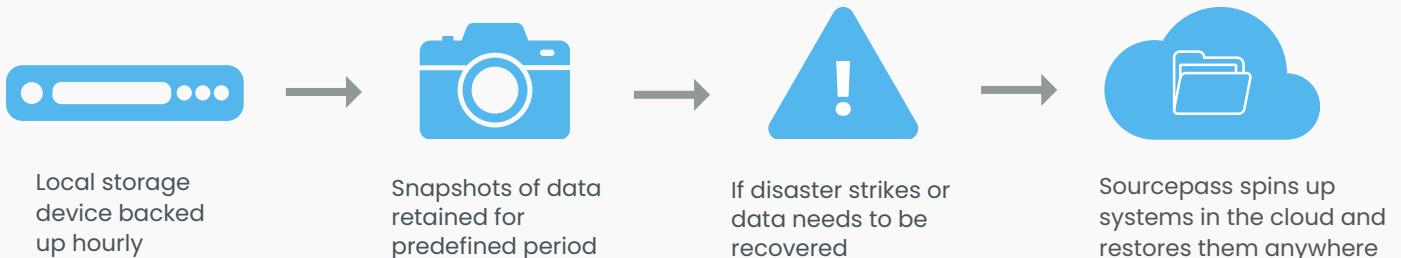 Local storage
device backed
up hourly
Snapshots of data
retained for
predefined period
If disaster strikes or
data needs to be
recovered
Sourcepass spins up
systems in the cloud and
restores them anywhere